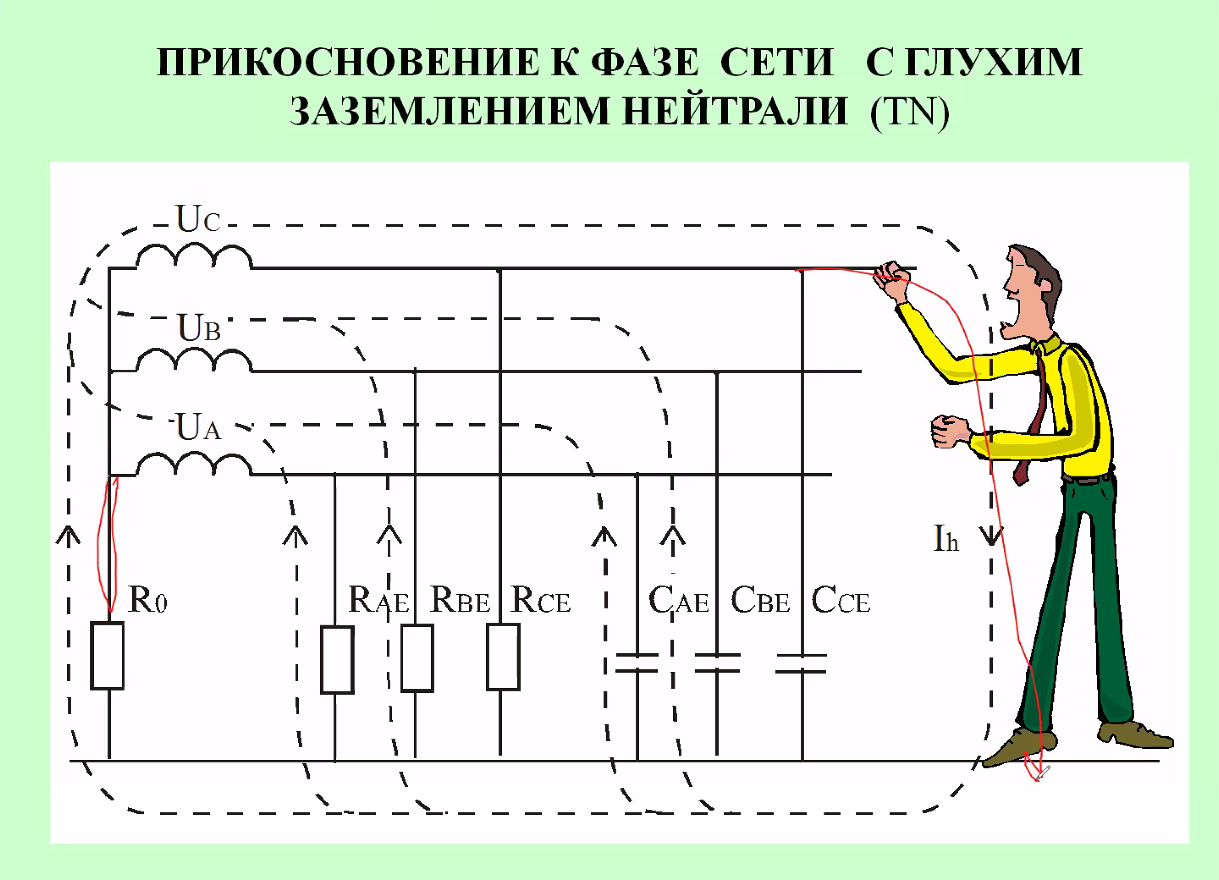 ПРИКОСНОВЕНИЕ К ФАЗЕ СЕТИ С ГЛУХИМ
ЗАЗЕМЛЕНИЕМ НЕЙТРАЛИ (TN)
UC
UB
UA
Ih
R0 RAE RBE RCE CAE CBE CCE